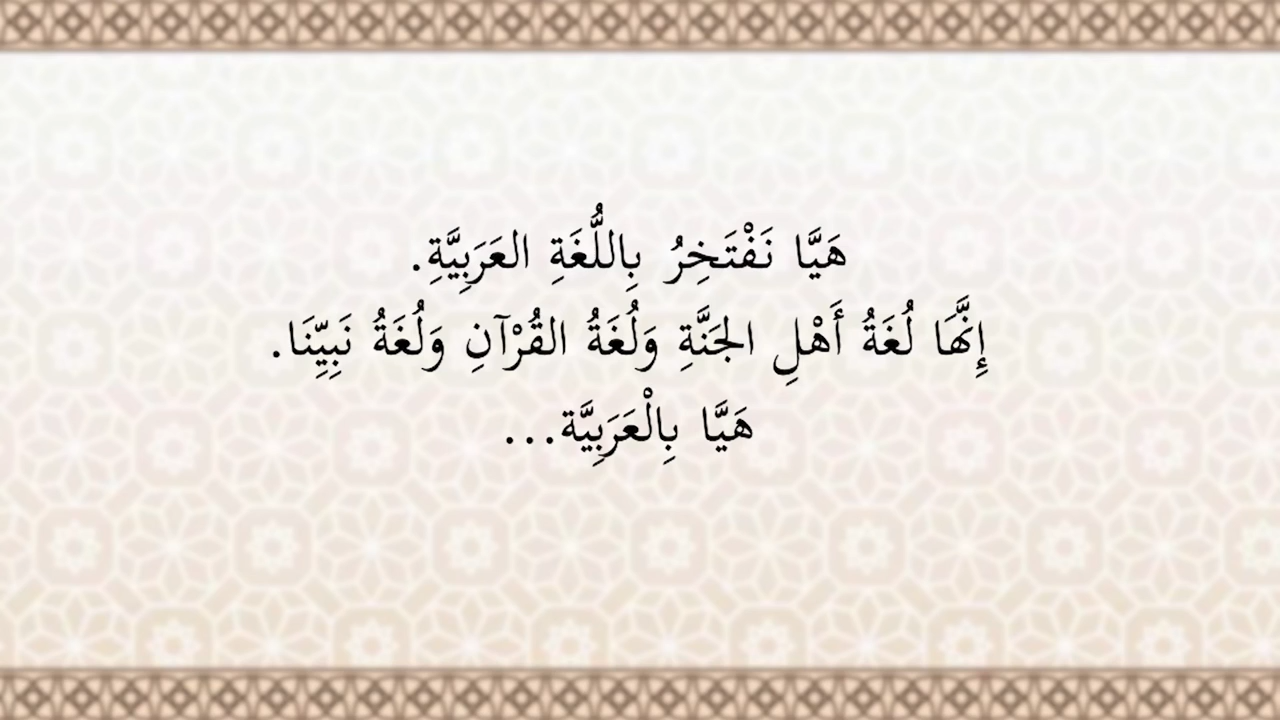 هَيَّا نَفْتَخِرُ بِاللُّغَةِ العَرَبِيَّةِ.
إِنَّهَا لُغَةُ أَهْلِ الجَنَّةِ وَلُغَةُ القُرْآنِ وَلُغَةُ نَبِيِّنَا.
هَيَّا بِالْعَرَبِيَّة...